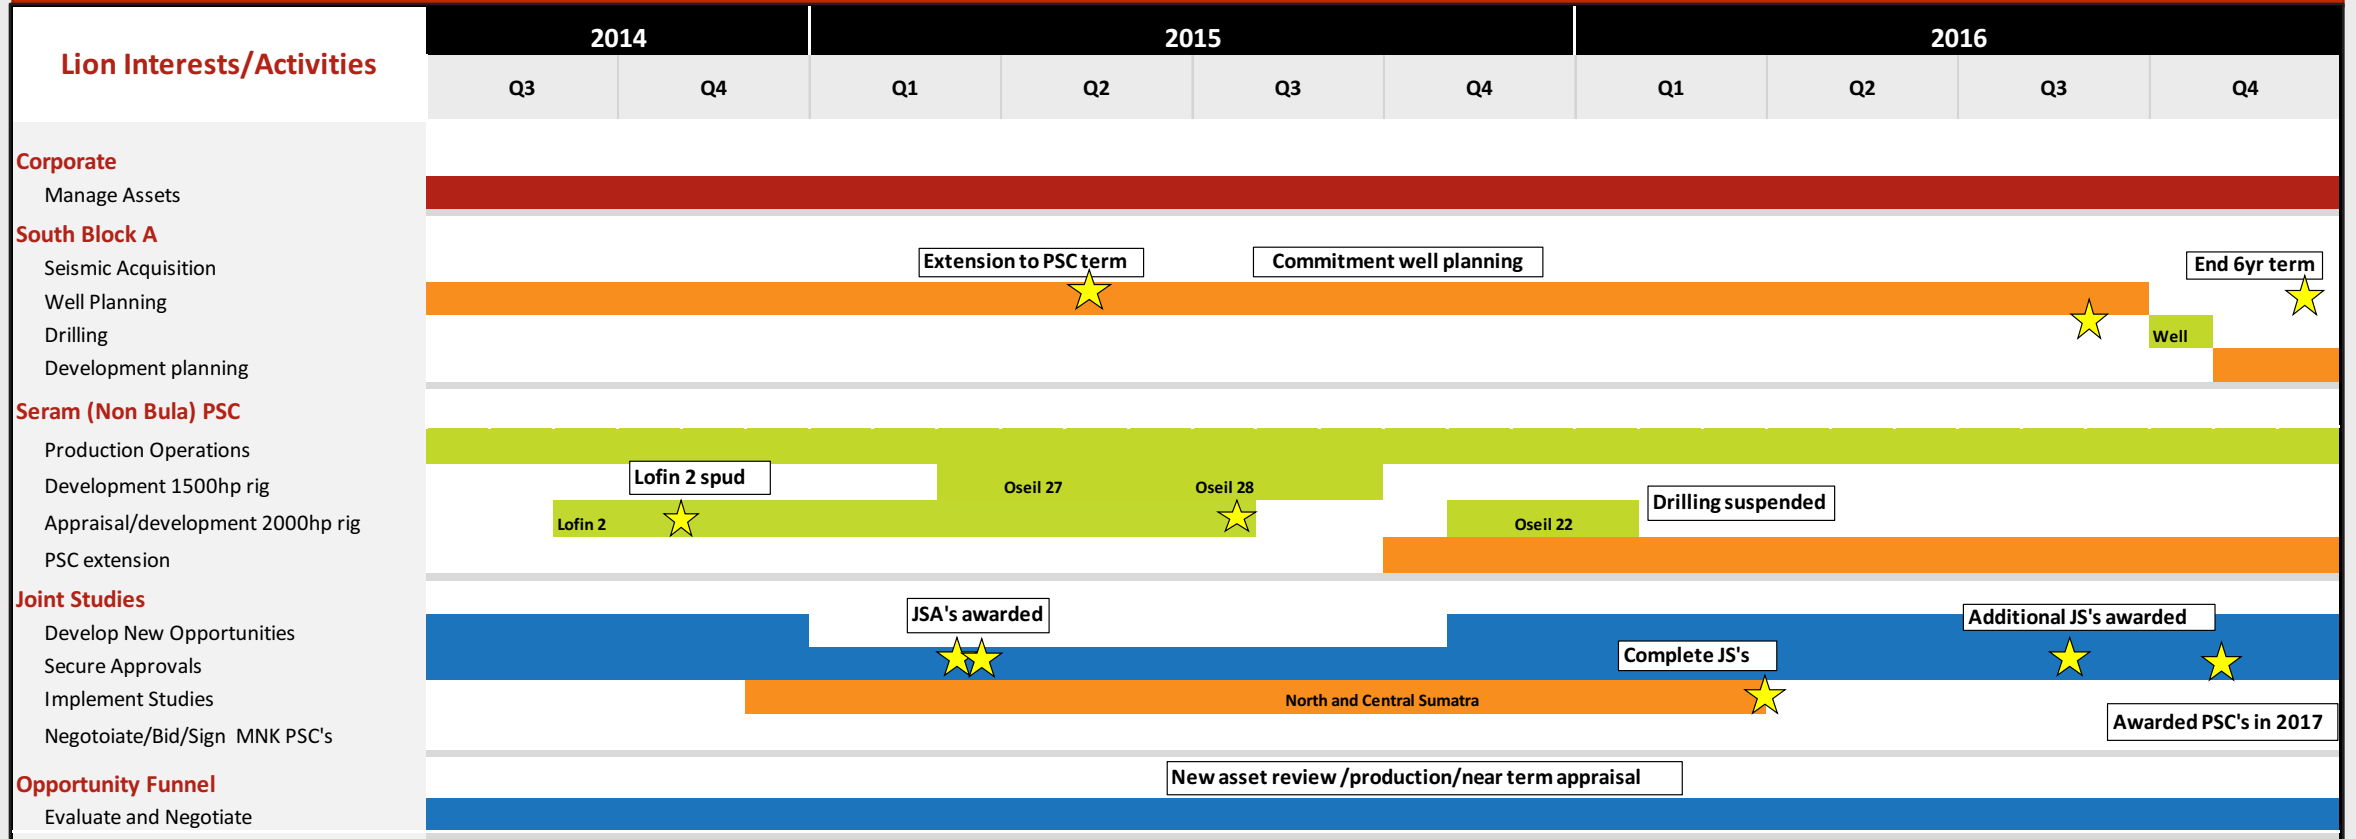 Lion Interests/Activities
2014 2015 2016
Q3 Q4 Q1 Q2 Q3 Q4 Q1 Q2 Q3 Q4
Corporate
Manage Assets
South Block A
Seismic Acquisition
Extension to PSC term
Commitment well planning
End 6yr term
Well Planning
Drilling
Well
Development planning
Seram (Non Bula) PSC
Production Operations
Lofin 2 spud
Development 1500hp rig
Oseil 27
Oseil 28
Drilling suspended
Appraisal/development 2000hp rig
Lofin 2
Oseil 22
PSC extension
Joint Studies
JSA's awarded
Additional JS's awarded
Develop New Opportunities
Secure Approvals
Complete JS's
Implement Studies
North and Central Sumatra
Awarded PSC's in 2017
Negotoiate/Bid/Sign MNK PSC's
Opportunity Funnel
New asset review /production/near term appraisal
Evaluate and Negotiate